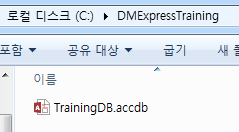 로컬 디스크 (C:) ▸ DMExpressTraining
포함 ▾ 공유 대상 ▾ 굽기 새 폴
이름
TrainingDB.accdb